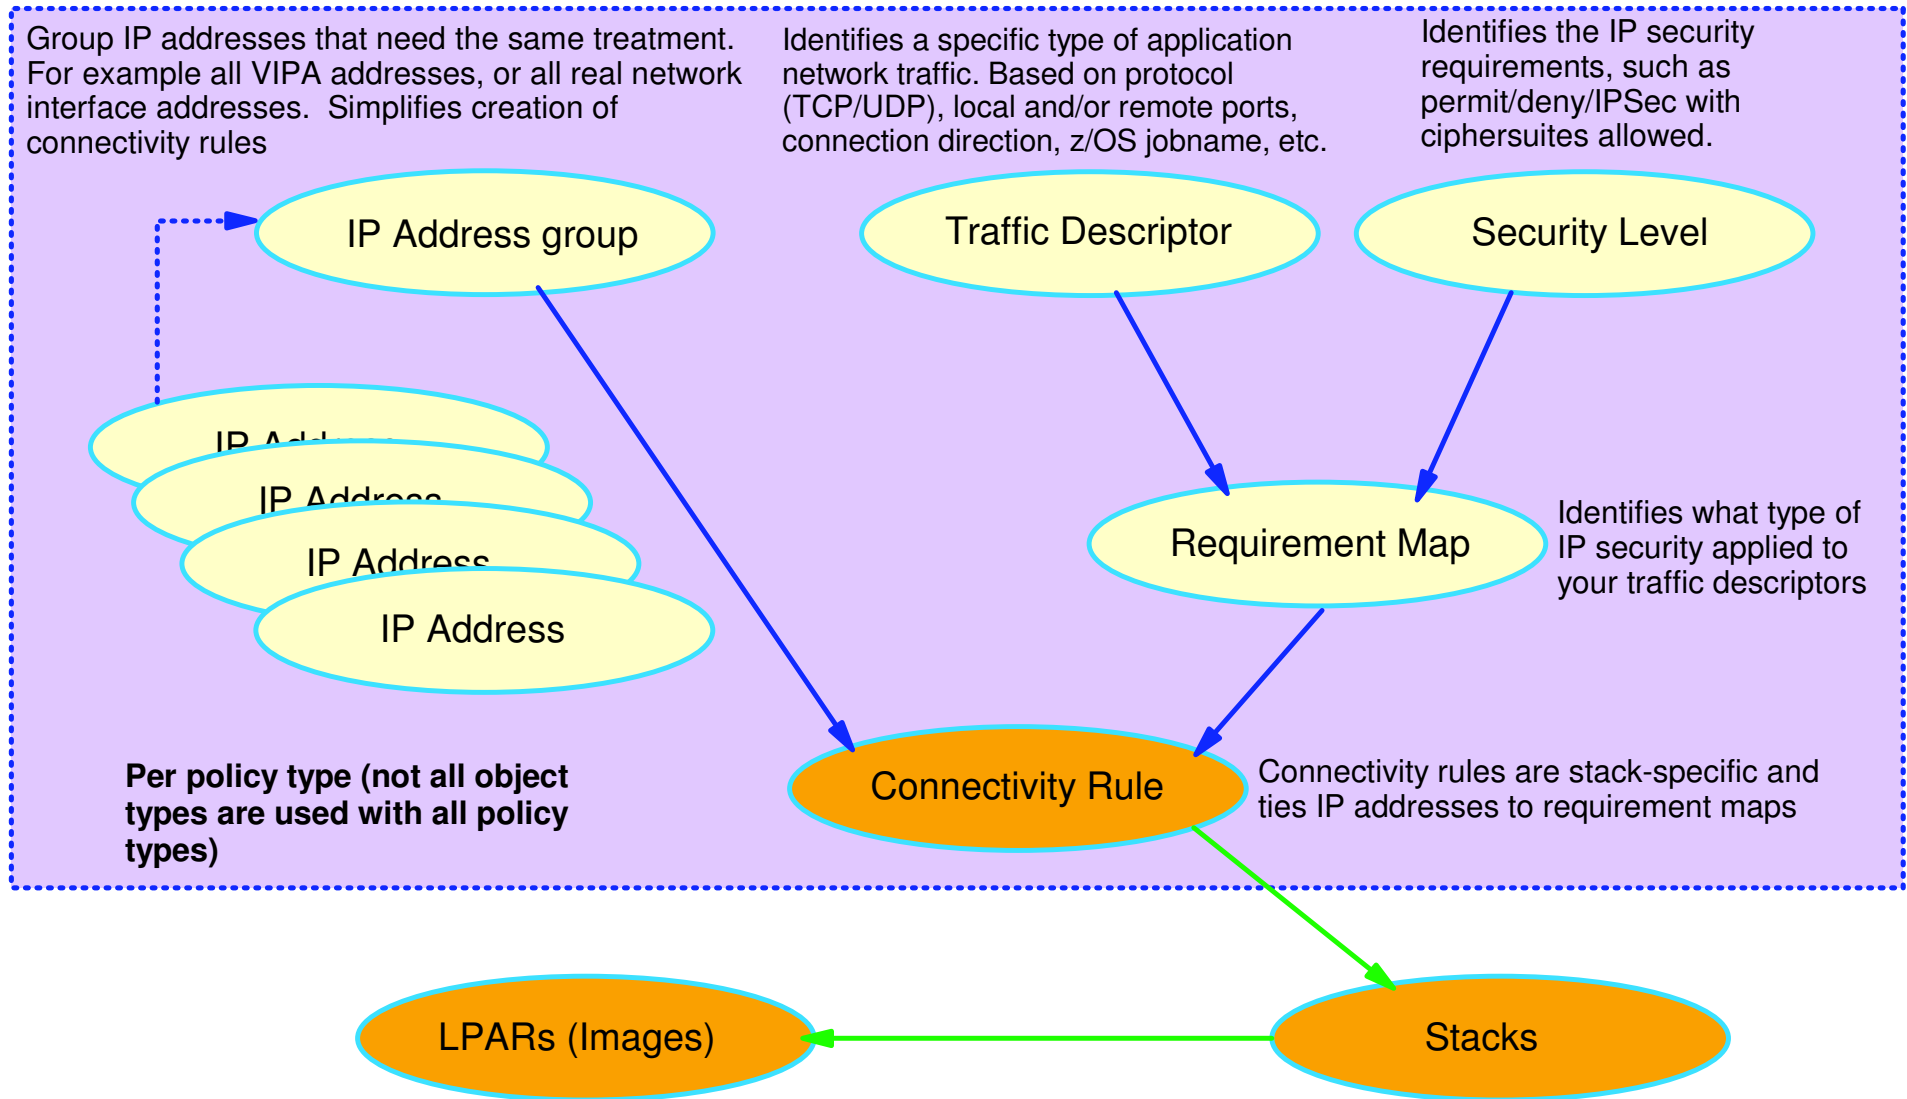 Group IP addresses that need the same treatment.
For example all VIPA addresses, or all real network
interface addresses.  Simplifies creation of
connectivity rules
Identifies a specific type of application
network traffic. Based on protocol
(TCP/UDP), local and/or remote ports,
connection direction, z/OS jobname, etc.
Identifies the IP security
requirements, such as
permit/deny/IPSec with
ciphersuites allowed.
IP Address group
Traffic Descriptor
Security Level
IP Address
IP Address
IP Address
IP Address
Requirement Map
Identifies what type of
IP security applied to
your traffic descriptors
Per policy type (not all object
types are used with all policy
types)
Connectivity Rule
Connectivity rules are stack-specific and
ties IP addresses to requirement maps
LPARs (Images)
Stacks